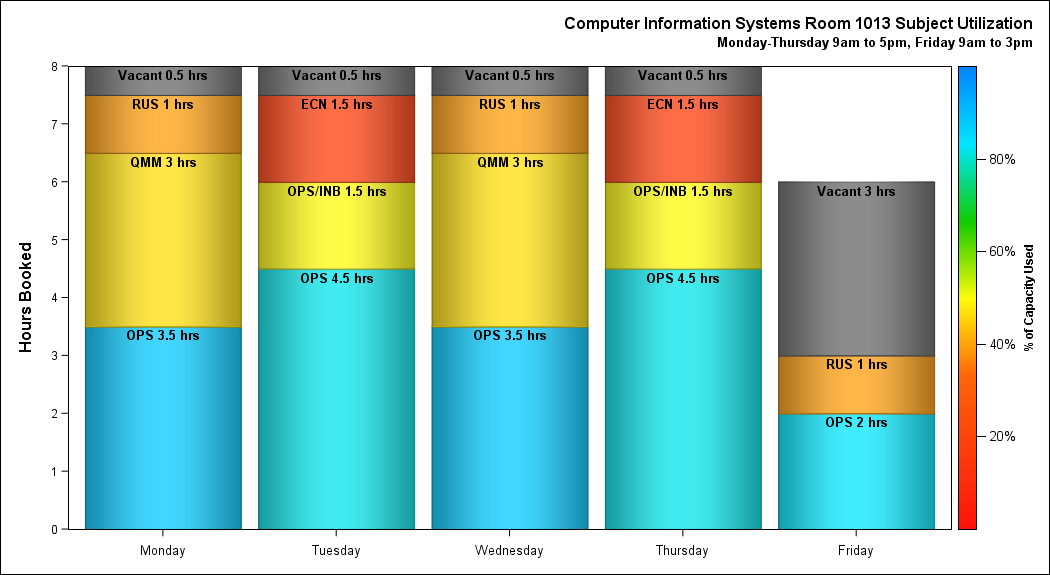 Computer Information Systems Room 1013 Subject Utilization
Monday-Thursday 9am to 5pm, Friday 9am to 3pm
Hours Booked
8
7
6
5
4
3
2
1
0
Vacant 0.5 hrs
RUS 1 hrs
QMM 3 hrs
OPS 3.5 hrs
Vacant 0.5 hrs
ECN 1.5 hrs
OPS/INB 1.5 hrs
OPS 4.5 hrs
Vacant 0.5 hrs
RUS 1 hrs
QMM 3 hrs
OPS 3.5 hrs
Vacant 0.5 hrs
ECN 1.5 hrs
OPS/INB 1.5 hrs
OPS 4.5 hrs
Vacant 3 hrs
RUS 1 hrs
OPS 2 hrs
Monday
Tuesday
Wednesday
Thursday
Friday
80%
60%
40%
20%
% of Capacity Used